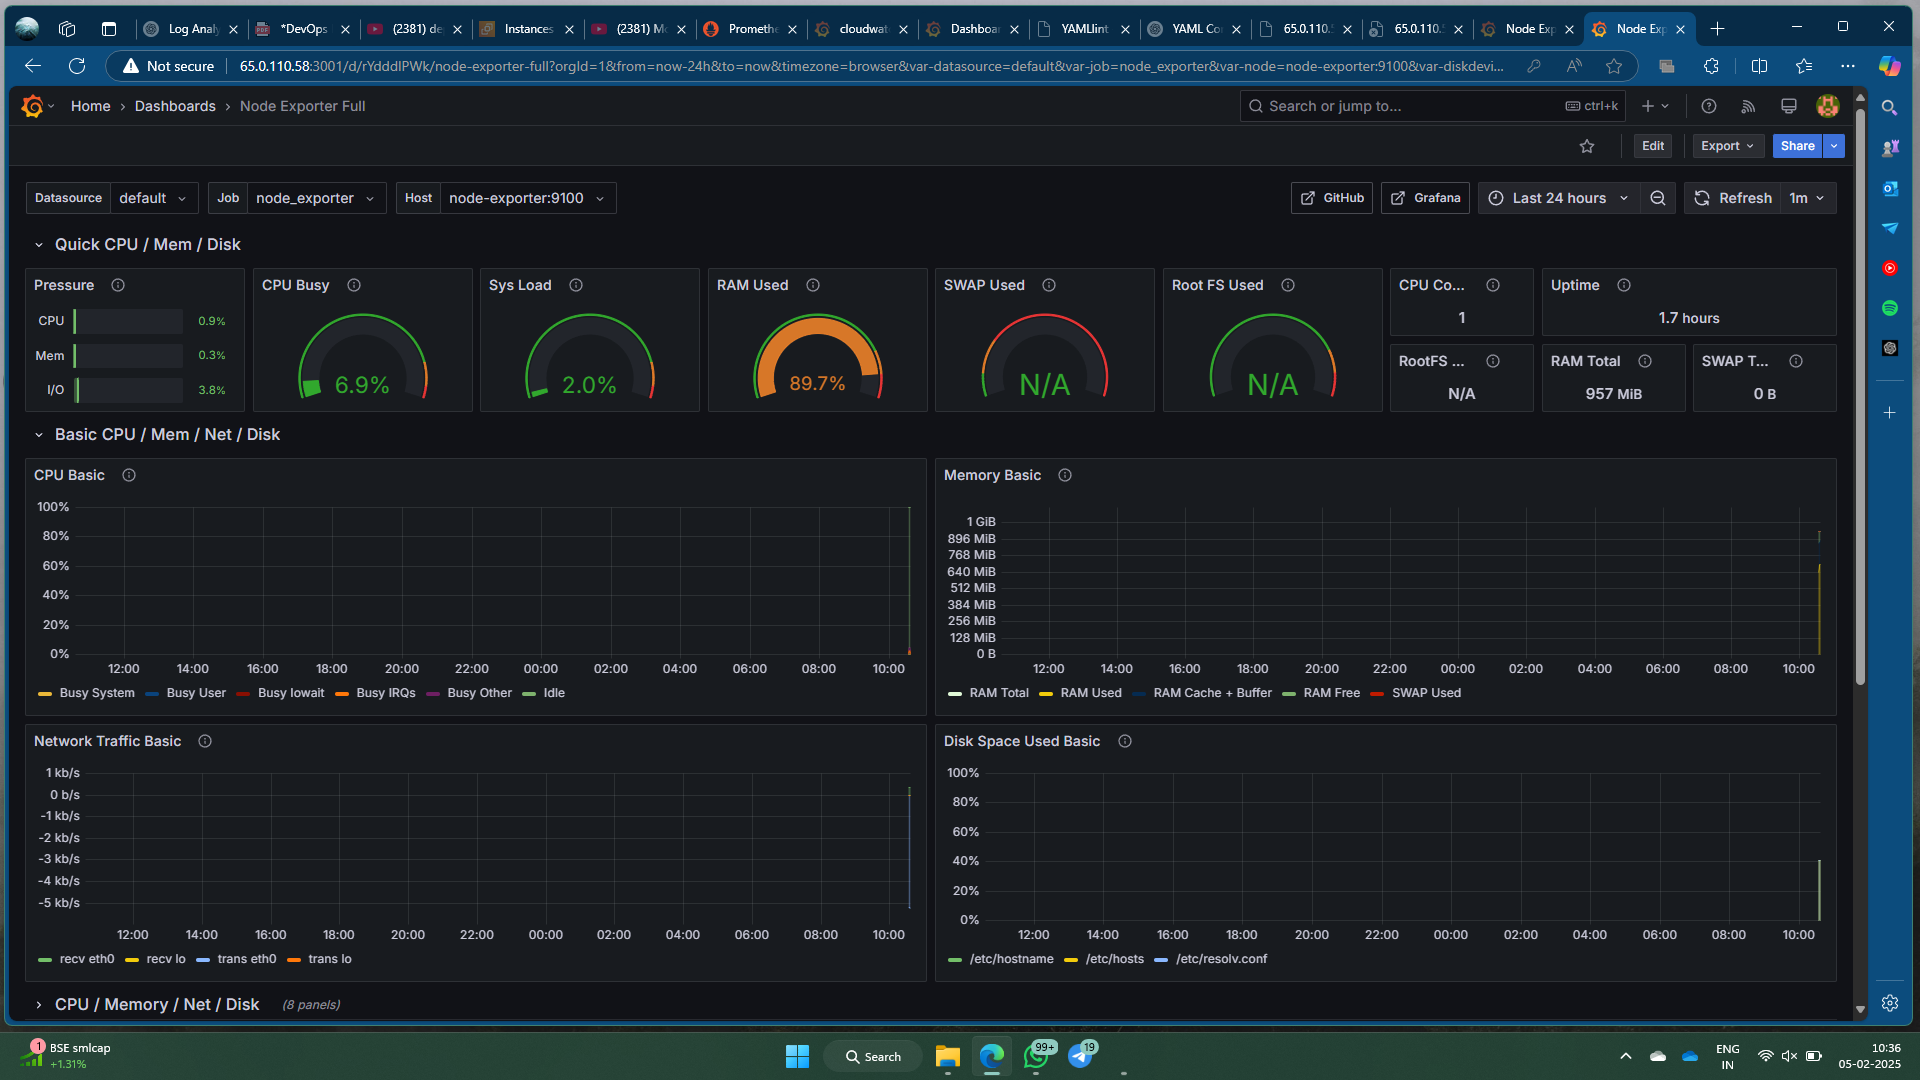 Log Analy
*DevOps
(2381) de
Instances
(2381) Mo
Promethe
cloudwat
Dashboa
YAMLlint
YAML Co
65.0.110.
65.0.110.
Node Exp
Node Exp
Not secure
65.0.110.58:3001/d/rYdddlPWk/node-exporter-full?orgId=1&from=now-24h&to=now&timezone=browser&var-datasource=default&var-job=node_exporter&var-node=node-exporter:9100&var-diskdevi...
Home › Dashboards › Node Exporter Full
Search or jump to...
ctrl+k
Edit
Export
Share
Datasource
default
Job
node_exporter
Host
node-exporter:9100
GitHub
Grafana
Last 24 hours
Refresh
1m
Quick CPU / Mem / Disk
Pressure
CPU
0.9%
Mem
0.3%
I/O
3.8%
CPU Busy
6.9%
Sys Load
2.0%
RAM Used
89.7%
SWAP Used
N/A
Root FS Used
N/A
CPU Co...
1
Uptime
1.7 hours
RootFS ...
N/A
RAM Total
957 MiB
SWAP T...
0 B
Basic CPU / Mem / Net / Disk
CPU Basic
100%
80%
60%
40%
20%
0%
12:00 14:00 16:00 18:00 20:00 22:00 00:00 02:00 04:00 06:00 08:00 10:00
Busy System Busy User Busy Iowait Busy IRQs Busy Other Idle
Memory Basic
1 GiB
896 MiB
768 MiB
640 MiB
512 MiB
384 MiB
256 MiB
128 MiB
0 B
12:00 14:00 16:00 18:00 20:00 22:00 00:00 02:00 04:00 06:00 08:00 10:00
RAM Total RAM Used RAM Cache + Buffer RAM Free SWAP Used
Network Traffic Basic
1 kb/s
0 b/s
-1 kb/s
-2 kb/s
-3 kb/s
-4 kb/s
-5 kb/s
12:00 14:00 16:00 18:00 20:00 22:00 00:00 02:00 04:00 06:00 08:00 10:00
recv eth0 recv lo trans eth0 trans lo
Disk Space Used Basic
100%
80%
60%
40%
20%
0%
12:00 14:00 16:00 18:00 20:00 22:00 00:00 02:00 04:00 06:00 08:00 10:00
/etc/hostname /etc/hosts /etc/resolv.conf
CPU / Memory / Net / Disk (8 panels)
1
BSE smlcap
+1.31%
Search
99+
19
ENG
IN
10:36
05-02-2025